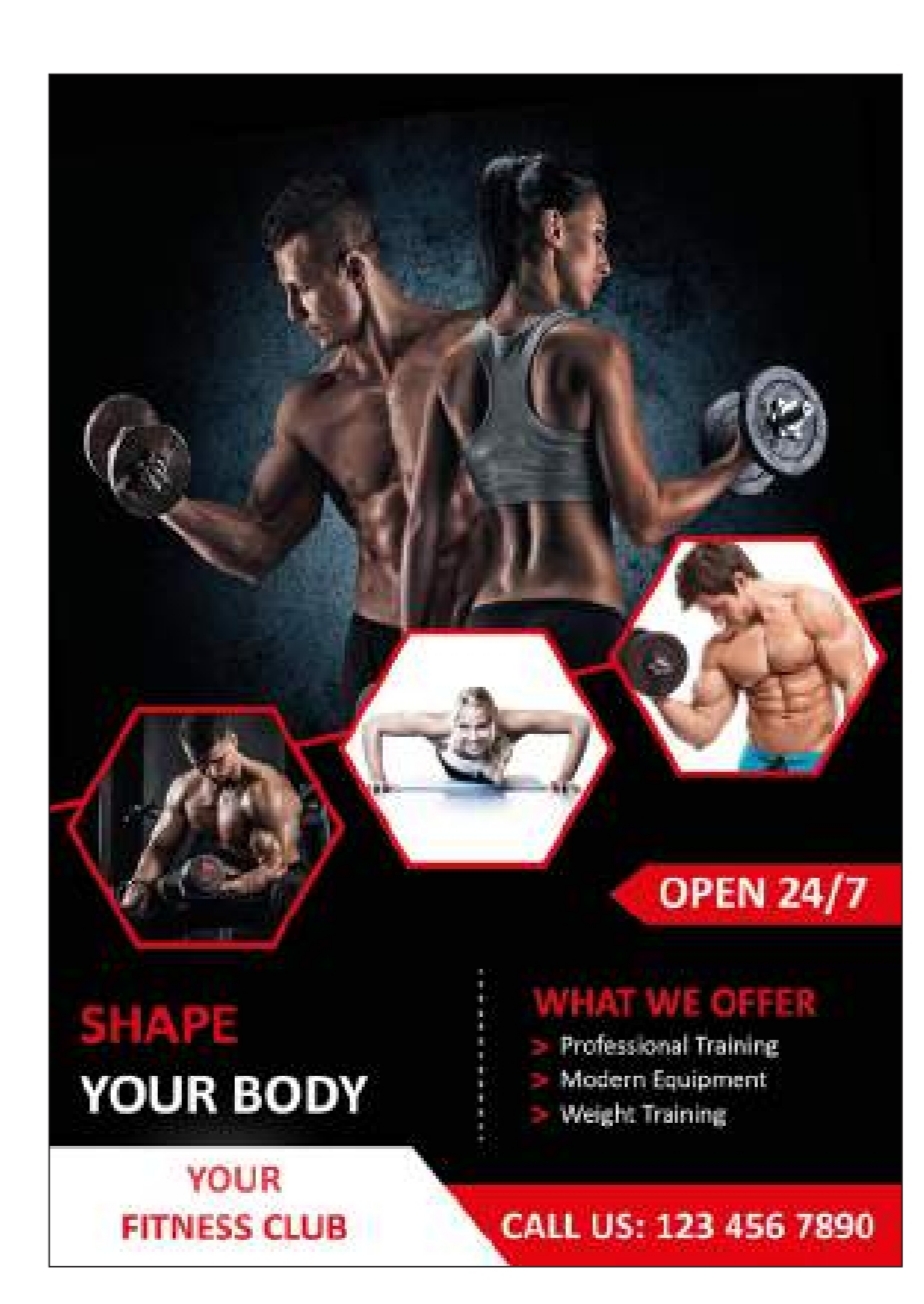 OPEN 24/7
SHAPE
YOUR BODY
WHAT WE OFFER
> Professional Training
> Modern Equipment
> Weight Training
YOUR
FITNESS CLUB
CALL US: 123 456 7890